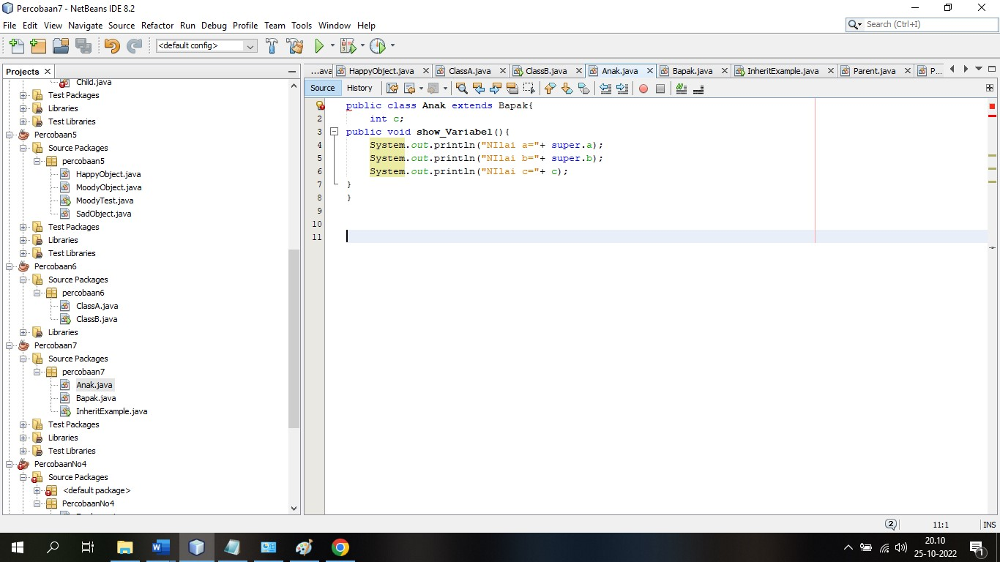 Percobaan7 - NetBeans IDE 8.2
File Edit View Navigate Source Refactor Run Debug Profile Team Tools Window Help
Search (Ctrl+I)
<default config>
Projects
Child.java
Test Packages
Libraries
Test Libraries
Percobaan5
Source Packages
percobaan5
HappyObject.java
MoodyObject.java
MoodyTest.java
SadObject.java
Test Packages
Libraries
Test Libraries
Percobaan6
Source Packages
percobaan6
ClassA.java
ClassB.java
Libraries
Percobaan7
Source Packages
percobaan7
Anak.java
Bapak.java
InheritExample.java
Test Packages
Libraries
Test Libraries
PercobaanNo4
Source Packages
<default package>
PercobaanNo4
...ava HappyObject.java ClassA.java ClassB.java Anak.java Bapak.java InheritExample.java Parent.java P...
Source History
public class Anak extends Bapak{
2 int c;
3 public void show_Variabel(){
4 System.out.println("NIlai a="+ super.a);
5 System.out.println("NIlai b="+ super.b);
6 System.out.println("NIlai c="+ c);
7 }
8 }
9
10
11
2 11:1 INS
20.10
25-10-2022
1